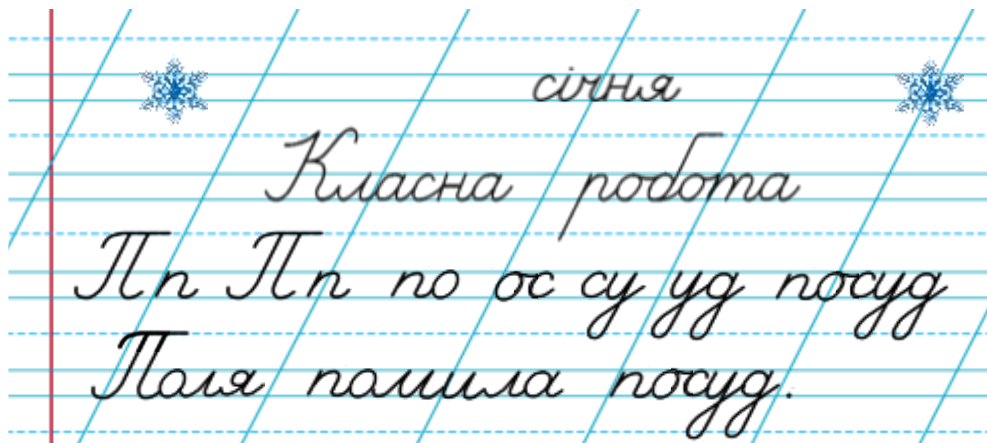 січня
Класна робота
Пп Пп по ос су уд посуд
Поля помила посуд.